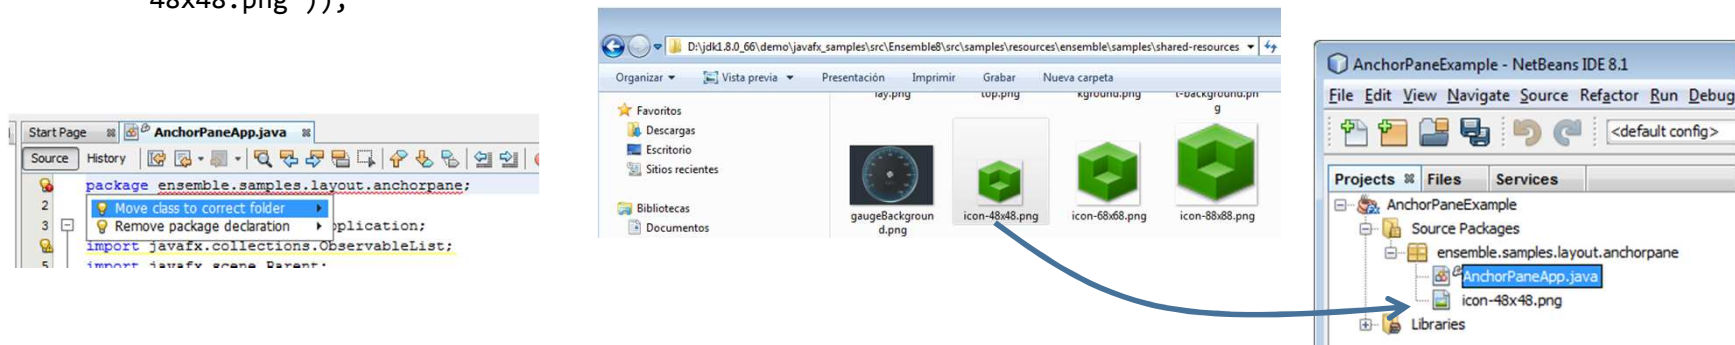 48x48.png"));
Start Page AnchorPaneApp.java
Source History
package ensemble.samples.layout.anchorpane;
2 Move class to correct folder
3 Remove package declaration plication;
import javafx.collections.ObservableList;
5 import javafx.scene.Parent;
D:\jdk1.8.0_66\demo\javafx_samples\src\Ensemble8\src\samples\resources\ensemble\samples\shared-resources
Organizar Vista previa Presentación Imprimir Grabar Nueva carpeta
Favoritos
Descargas
Escritorio
Sitios recientes
Bibliotecas
Documentos
lay.png top.png kground.png t-background.pn
g
gaugeBackgroun icon-48x48.png icon-68x68.png icon-88x88.png
d.png
AnchorPaneExample - NetBeans IDE 8.1
File Edit View Navigate Source Refactor Run Debug
<default config>
Projects Files Services
AnchorPaneExample
Source Packages
ensemble.samples.layout.anchorpane
AnchorPaneApp.java
icon-48x48.png
Libraries